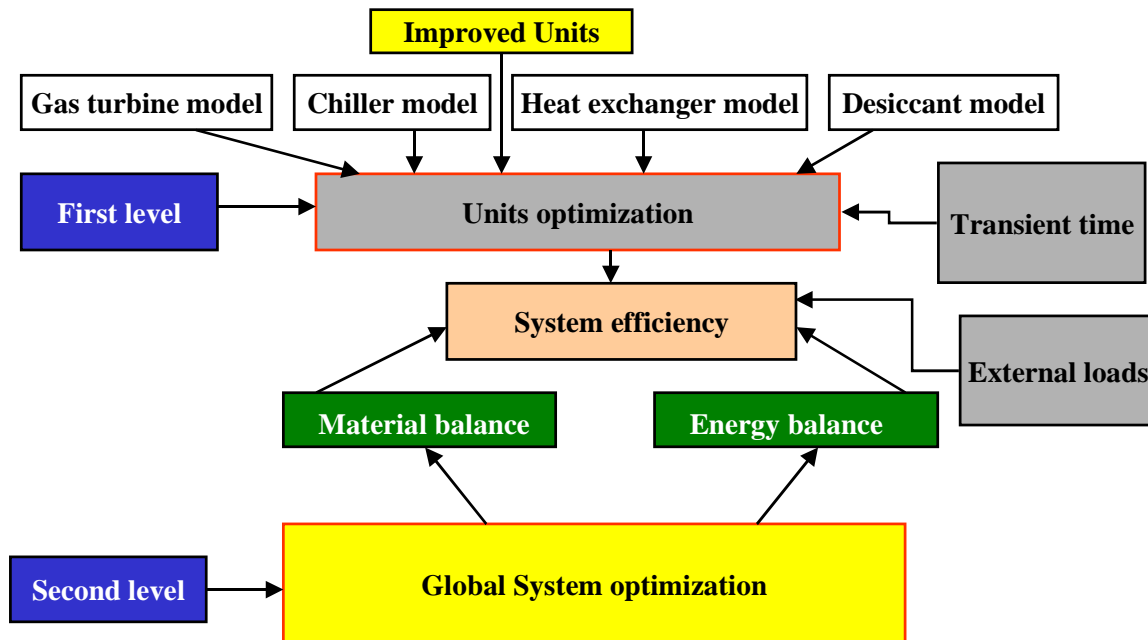 Improved Units
Gas turbine model
Chiller model
Heat exchanger model
Desiccant model
First level
Units optimization
Transient time
System efficiency
External loads
Material balance
Energy balance
Second level
Global System optimization